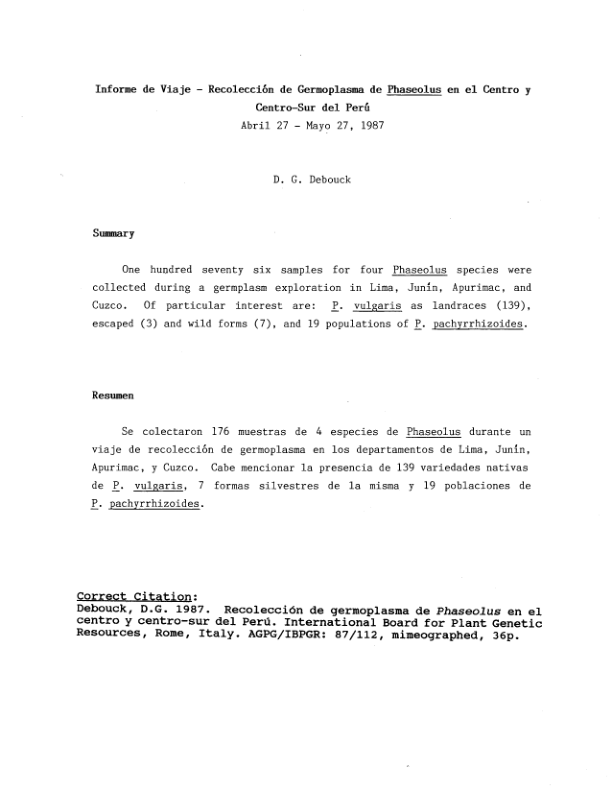 Informe de Viaje - Recolección de Germoplasma de Phaseolus en el Centro y
Centro-Sur del Perú
Abril 27 - Mayo 27, 1987
D. G. Debouck
Summary
One hundred seventy six samples for four Phaseolus species were
collected during a germplasm exploration in Lima, Junín, Apurimac, and
Cuzco. Of particular interest are: P. vulgaris as landraces (139),
escaped (3) and wild forms (7), and 19 populations of P. pachyrrhizoides.
Resumen
Se colectaron 176 muestras de 4 especies de Phaseolus durante un
viaje de recolección de germoplasma en los departamentos de Lima, Junín,
Apurimac, y Cuzco. Cabe mencionar la presencia de 139 variedades nativas
de P. vulgaris, 7 formas silvestres de la misma y 19 poblaciones de
P. pachyrrhizoides.
Correct Citation:
Debouck, D.G. 1987. Recolección de germoplasma de Phaseolus en el
centro y centro-sur del Perú. International Board for Plant Genetic
Resources, Rome, Italy. AGPG/IBPGR: 87/112, mimeographed, 36p.